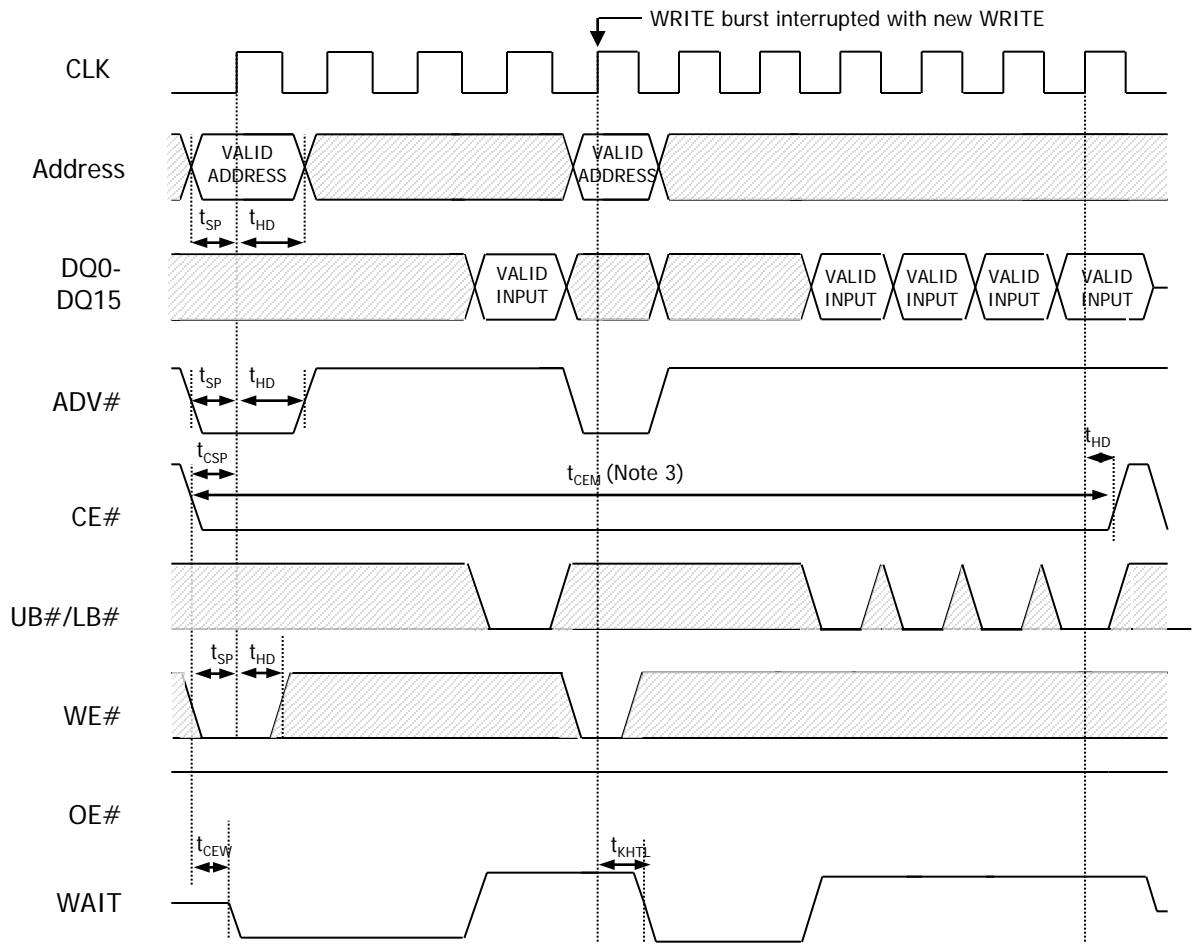 WRITE burst interrupted with new WRITE
CLK
Address
VALID
ADDRESS
VALID
ADDRESS
tSP
tHD
DQ0-
DQ15
VALID
INPUT
VALID
INPUT
VALID
INPUT
VALID
INPUT
VALID
INPUT
ADV#
tSP
tHD
CE#
tCSP
tCEM (Note 3)
tHD
UB#/LB#
WE#
tSP
tHD
OE#
WAIT
tCEW
tKHTL